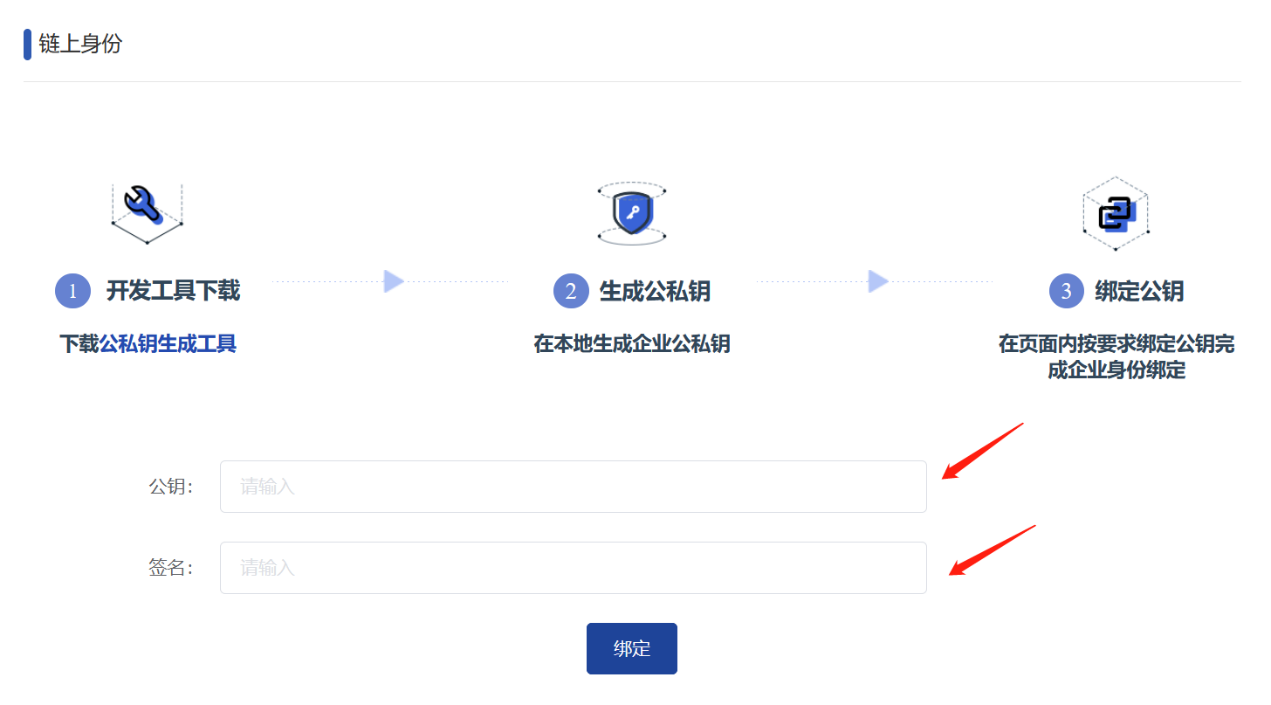 链上身份
1 开发工具下载
2 生成公私钥
3 绑定公钥
下载公私钥生成工具
在本地生成企业公私钥
在页面内按要求绑定公钥完
成企业身份绑定
公钥： 请输入
签名： 请输入
绑定